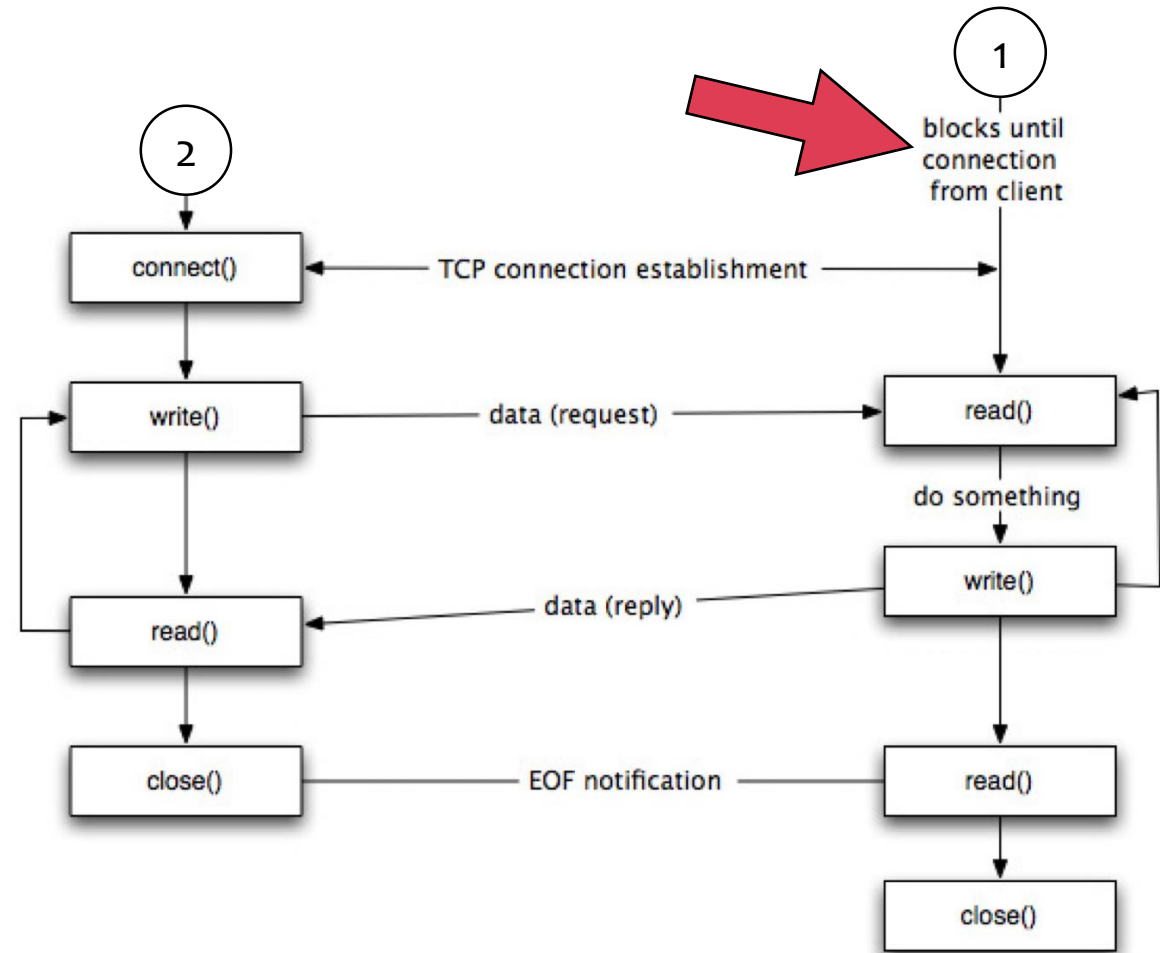 1
blocks until
connection
from client
2
connect()
TCP connection establishment
write()
data (request)
read()
do something
write()
data (reply)
read()
close()
EOF notification
read()
close()